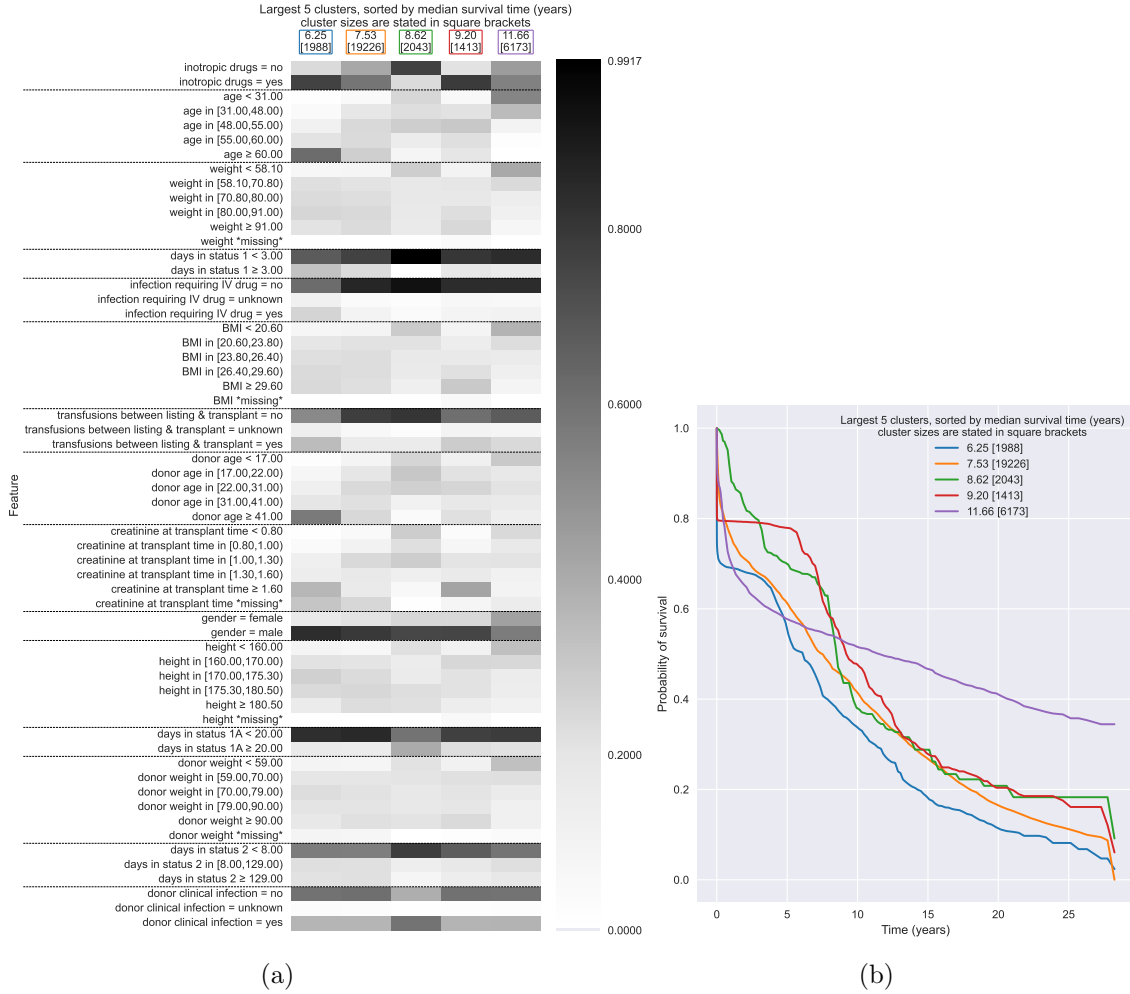 Largest 5 clusters, sorted by median survival time (years)
cluster sizes are stated in square brackets
6.25 7.53 8.62 9.20 11.66
[1988] [19226] [2043] [1413] [6173]
inotropic drugs = no
inotropic drugs = yes
age < 31.00
age in [31.00,48.00)
age in [48.00,55.00)
age in [55.00,60.00)
age ≥ 60.00
weight < 58.10
weight in [58.10,70.80)
weight in [70.80,80.00)
weight in [80.00,91.00)
weight ≥ 91.00
weight *missing*
days in status 1 < 3.00
days in status 1 ≥ 3.00
infection requiring IV drug = no
infection requiring IV drug = unknown
infection requiring IV drug = yes
BMI < 20.60
BMI in [20.60,23.80)
BMI in [23.80,26.40)
BMI in [26.40,29.60)
BMI ≥ 29.60
BMI *missing*
transfusions between listing & transplant = no
transfusions between listing & transplant = unknown
transfusions between listing & transplant = yes
donor age < 17.00
donor age in [17.00,22.00)
donor age in [22.00,31.00)
donor age in [31.00,41.00)
donor age ≥ 41.00
creatinine at transplant time < 0.80
creatinine at transplant time in [0.80,1.00)
creatinine at transplant time in [1.00,1.30)
creatinine at transplant time in [1.30,1.60)
creatinine at transplant time ≥ 1.60
creatinine at transplant time *missing*
gender = female
gender = male
height < 160.00
height in [160.00,170.00)
height in [170.00,175.30)
height in [175.30,180.50)
height ≥ 180.50
height *missing*
days in status 1A < 20.00
days in status 1A ≥ 20.00
donor weight < 59.00
donor weight in [59.00,70.00)
donor weight in [70.00,79.00)
donor weight in [79.00,90.00)
donor weight ≥ 90.00
donor weight *missing*
days in status 2 < 8.00
days in status 2 in [8.00,129.00)
days in status 2 ≥ 129.00
donor clinical infection = no
donor clinical infection = unknown
donor clinical infection = yes
Feature
0.9917
0.8000
0.6000
0.4000
0.2000
0.0000
(a)
Largest 5 clusters, sorted by median survival time (years)
cluster sizes are stated in square brackets
6.25 [1988]
7.53 [19226]
8.62 [2043]
9.20 [1413]
11.66 [6173]
1.0
0.8
0.6
0.4
0.2
0.0
Probability of survival
0 5 10 15 20 25
Time (years)
(b)